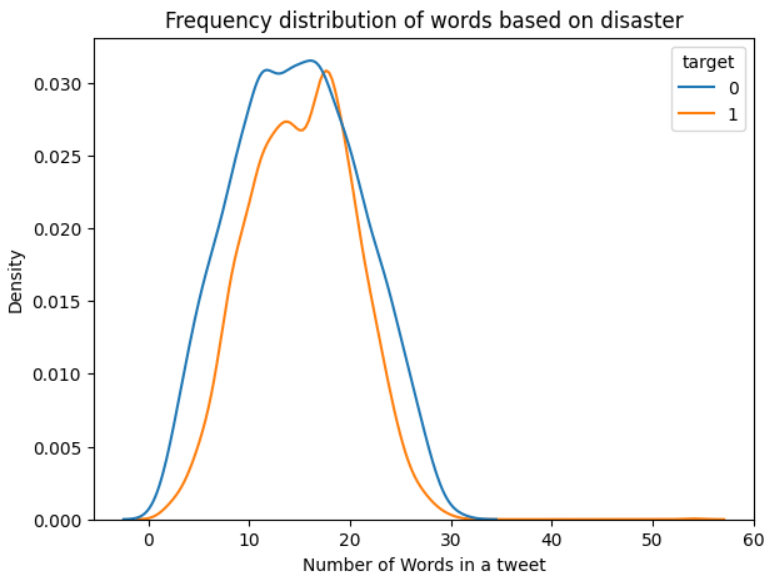 Frequency distribution of words based on disaster
target
0
1
0.030
0.025
0.020
0.015
0.010
0.005
0.000
Density
0 10 20 30 40 50 60
Number of Words in a tweet